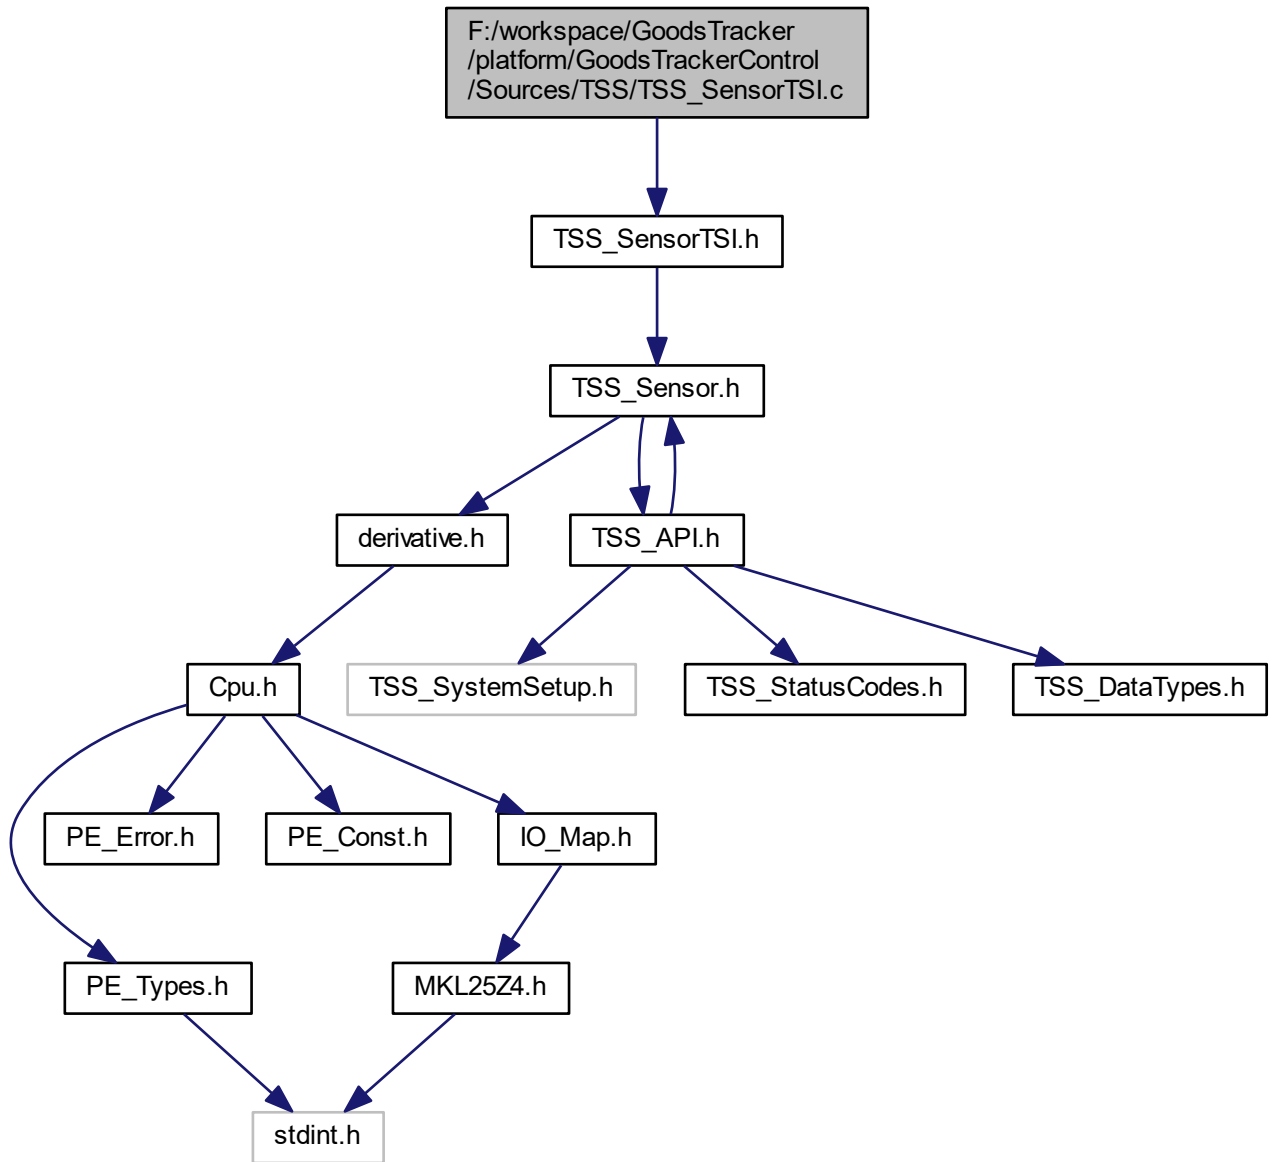 F:/workspace/GoodsTracker
/platform/GoodsTrackerControl
/Sources/TSS/TSS_SensorTSI.c
TSS_SensorTSI.h
TSS_Sensor.h
derivative.h
TSS_API.h
Cpu.h
TSS_SystemSetup.h
TSS_StatusCodes.h
TSS_DataTypes.h
PE_Error.h
PE_Const.h
IO_Map.h
PE_Types.h
MKL25Z4.h
stdint.h